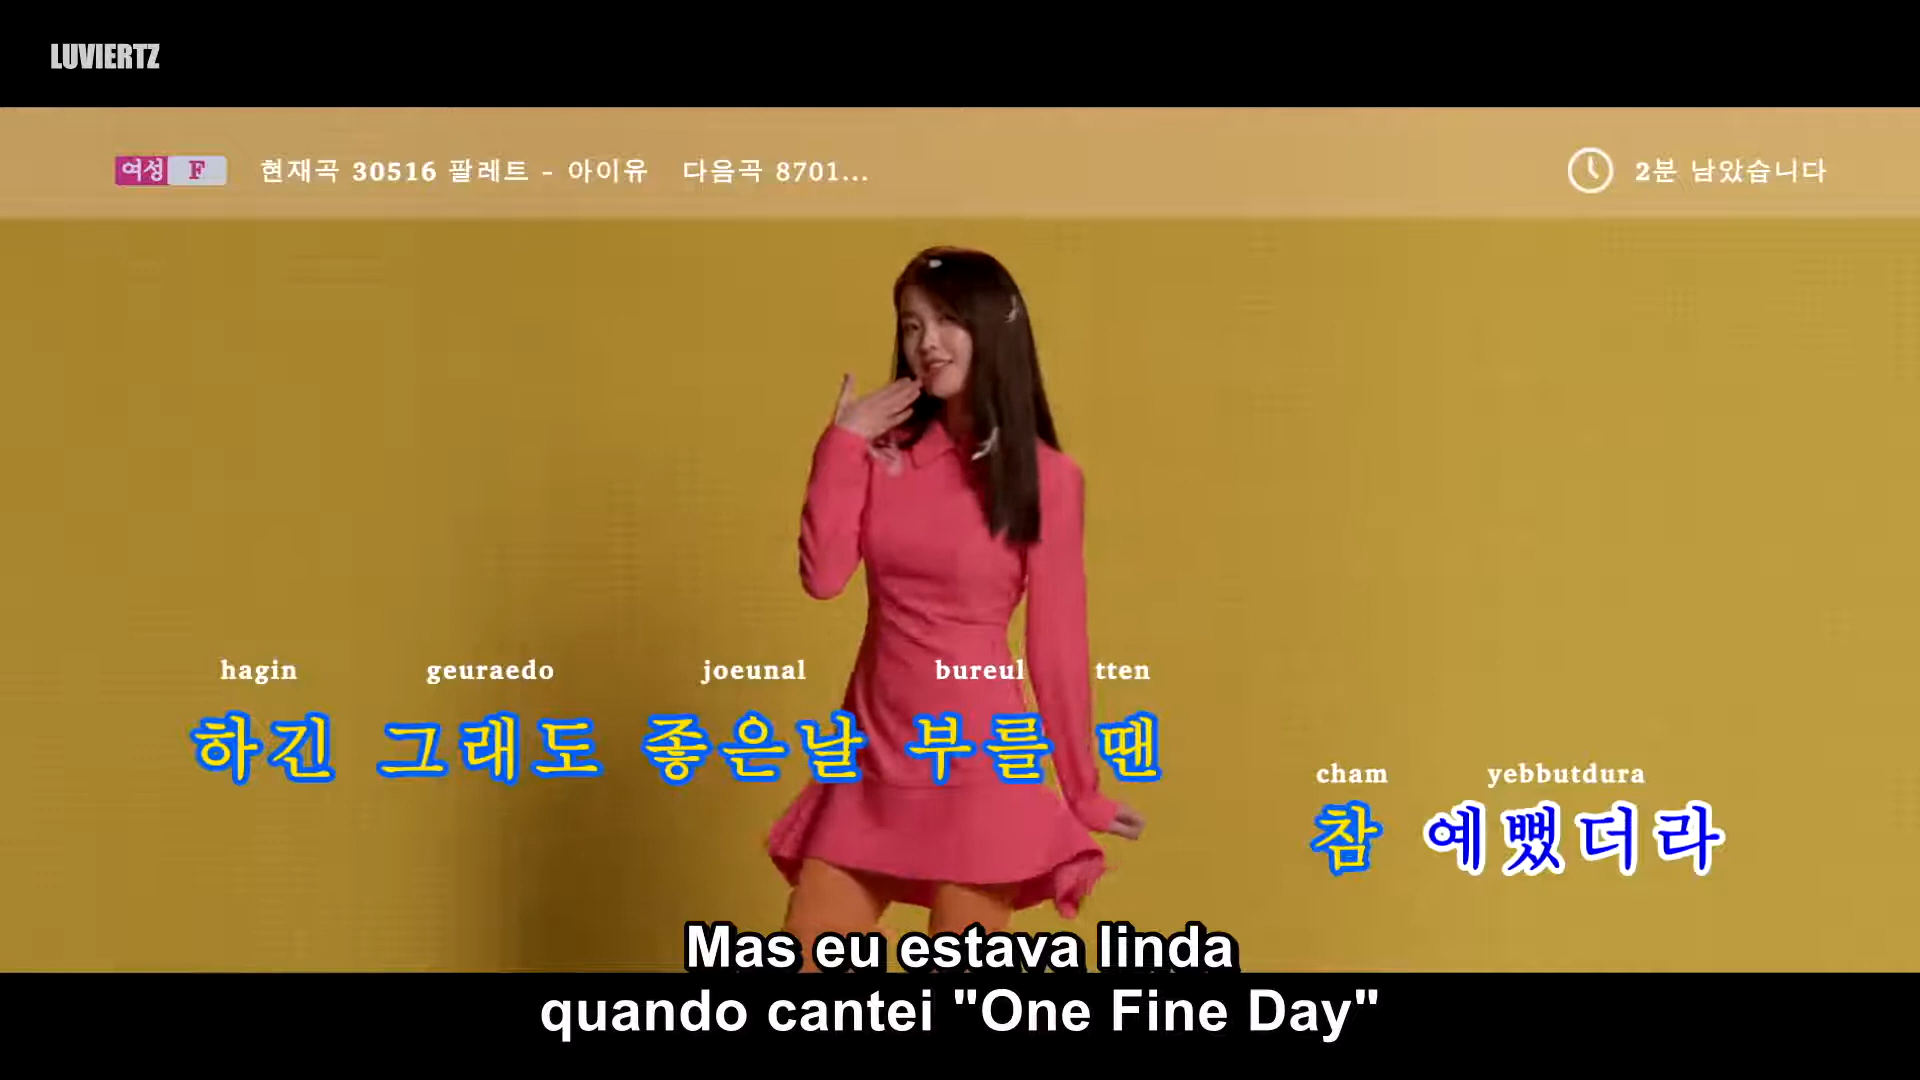 LUVIERTZ
여성 F 현재곡 30516 팔레트 - 아이유 다음곡 8701... 2분 남았습니다
hagin geuraedo joeunal bureul tten
하긴 그래도 좋은날 부를 땐
cham yebbutdura
참 예뻤더라
Mas eu estava linda
quando cantei "One Fine Day"